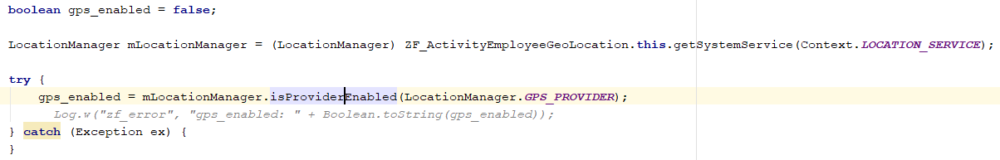 boolean gps_enabled = false;
LocationManager mLocationManager = (LocationManager) ZF_ActivityEmployeeGeoLocation.this.getSystemService(Context.LOCATION_SERVICE);
try {
gps_enabled = mLocationManager.isProviderEnabled(LocationManager.GPS_PROVIDER);
Log.w("zf_error", "gps_enabled: " + Boolean.toString(gps_enabled));
} catch (Exception ex) {
}